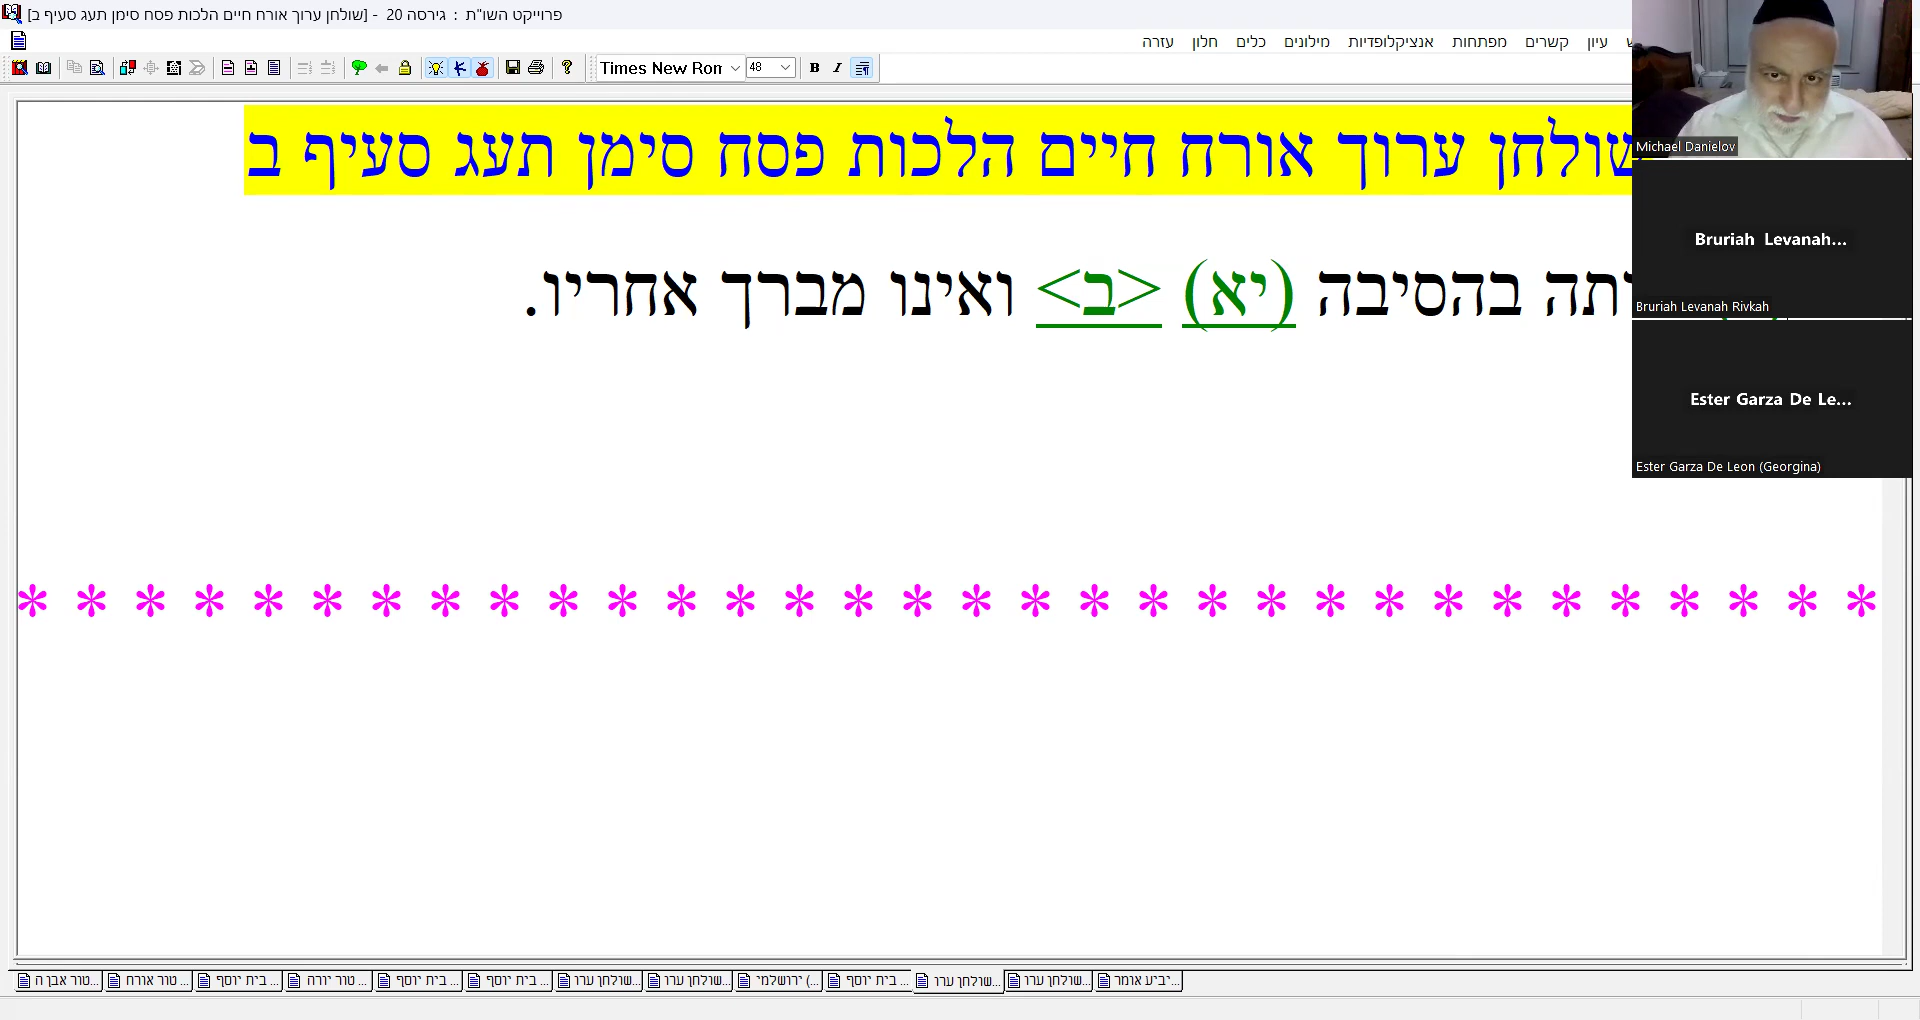 פרוייקט השו"ת : גירסה 20 - [שולחן ערוך אורח חיים הלכות פסח סימן תעג סעיף ב]
עיון קשרים מפתחות אנציקלופדיות מילונים כלים חלון עזרה
Times New Rom 48 B I
שולחן ערוך אורח חיים הלכות פסח סימן תעג סעיף ב
בהסיבה (יא) <ב> ואינו מברך אחריו.
Michael Danielov
Bruriah Levanah...
Bruriah Levanah Rivkah
Ester Garza De Le...
Ester Garza De Leon (Georgina)
* * * * * * * * * * * * * * * * * * * * * * * * * * * * * * * *
טור אבן ה... טור אורח... בית יוסף... טור יורה... בית יוסף... בית יוסף... שולחן ערו... שולחן ערו... ירושלמי (... בית יוסף... שולחן ערו... שולחן ערו... יביע אומר...